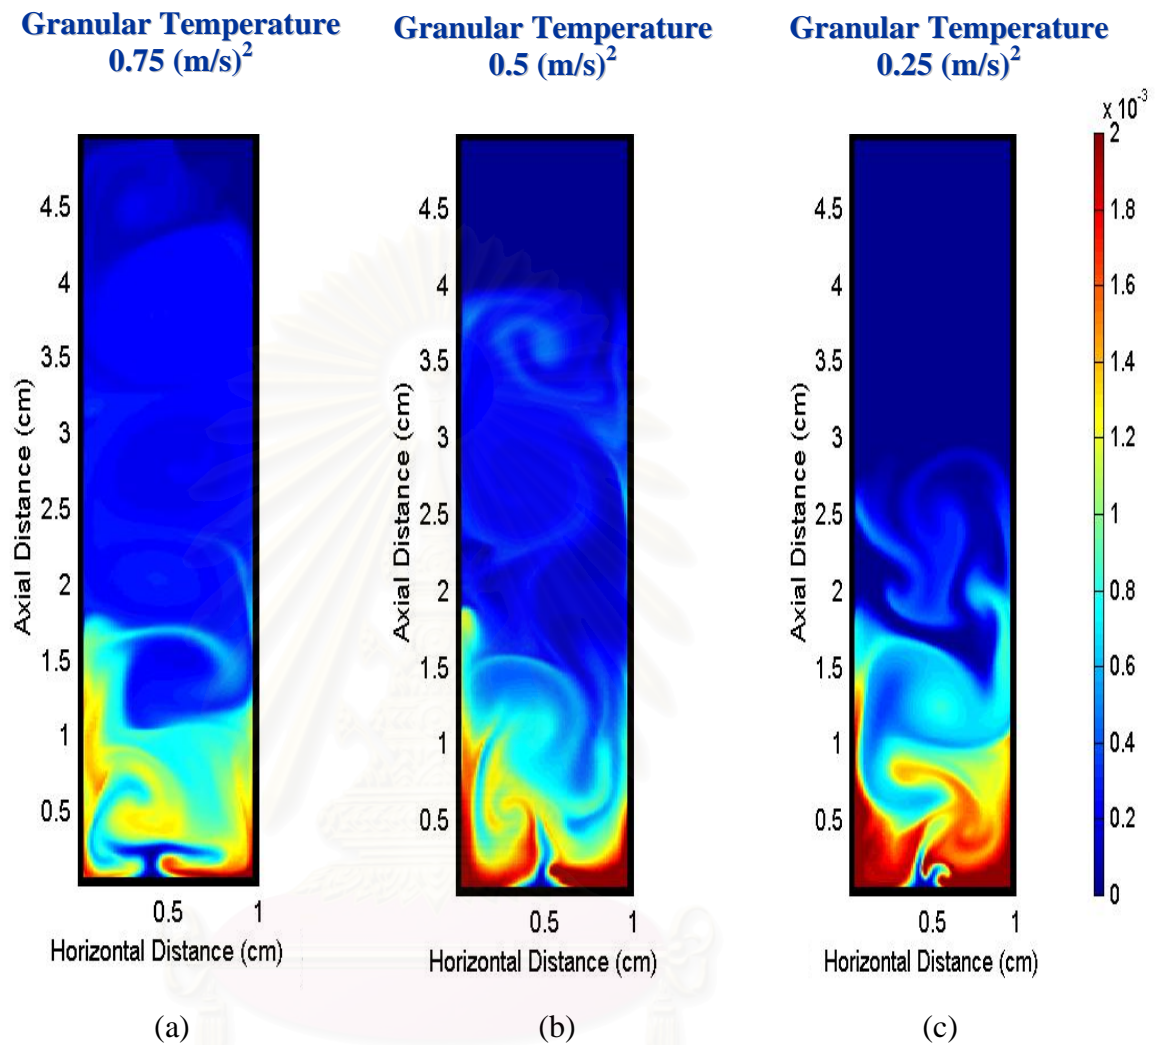 Granular Temperature
0.75 (m/s)²
Granular Temperature
0.5 (m/s)²
Granular Temperature
0.25 (m/s)²
x 10⁻³
4.5
4
3.5
3
2.5
2
1.5
1
0.5
Axial Distance (cm)
0.5 1
Horizontal Distance (cm)
(a)
4.5
4
3.5
3
2.5
2
1.5
1
0.5
Axial Distance (cm)
0.5 1
Horizontal Distance (cm)
(b)
4.5
4
3.5
3
2.5
2
1.5
1
0.5
Axial Distance (cm)
0.5 1
Horizontal Distance (cm)
(c)
2
1.8
1.6
1.4
1.2
1
0.8
0.6
0.4
0.2
0